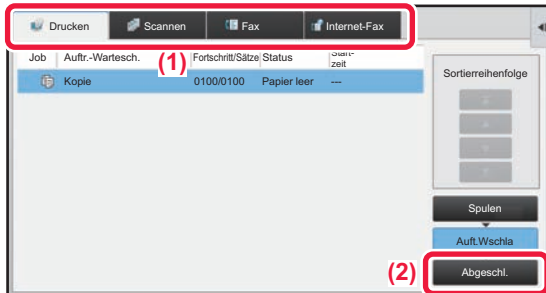 Drucken Scannen Fax Internet-Fax
Job Auftr.-Wartesch. Fortschritt/Sätze Status Start-
zeit
(1)
Kopie 0100/0100 Papier leer ---
Sortierreihenfolge
Spulen
Auft.Wschla
(2)
Abgeschl.